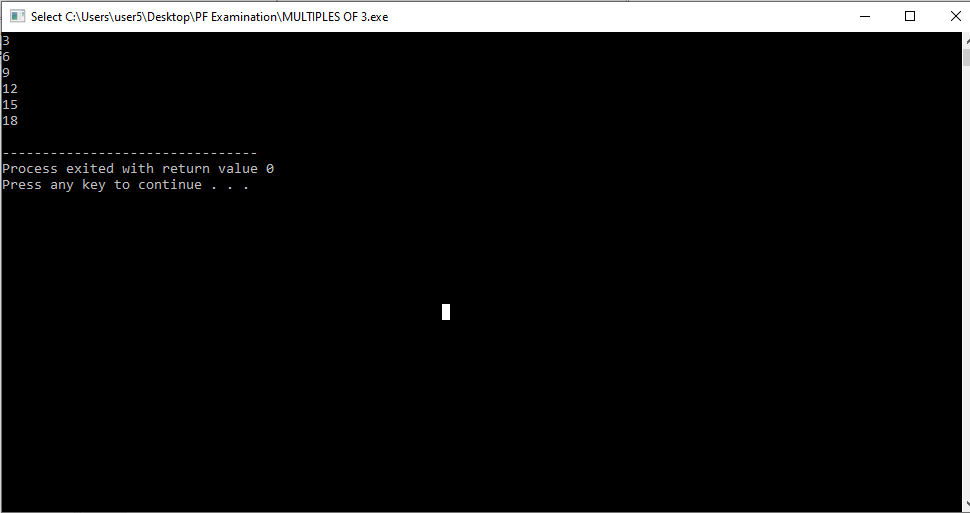 Select C:\Users\user5\Desktop\PF Examination\MULTIPLES OF 3.exe
3
6
9
12
15
18
--------------------------------
Process exited with return value 0
Press any key to continue . . .